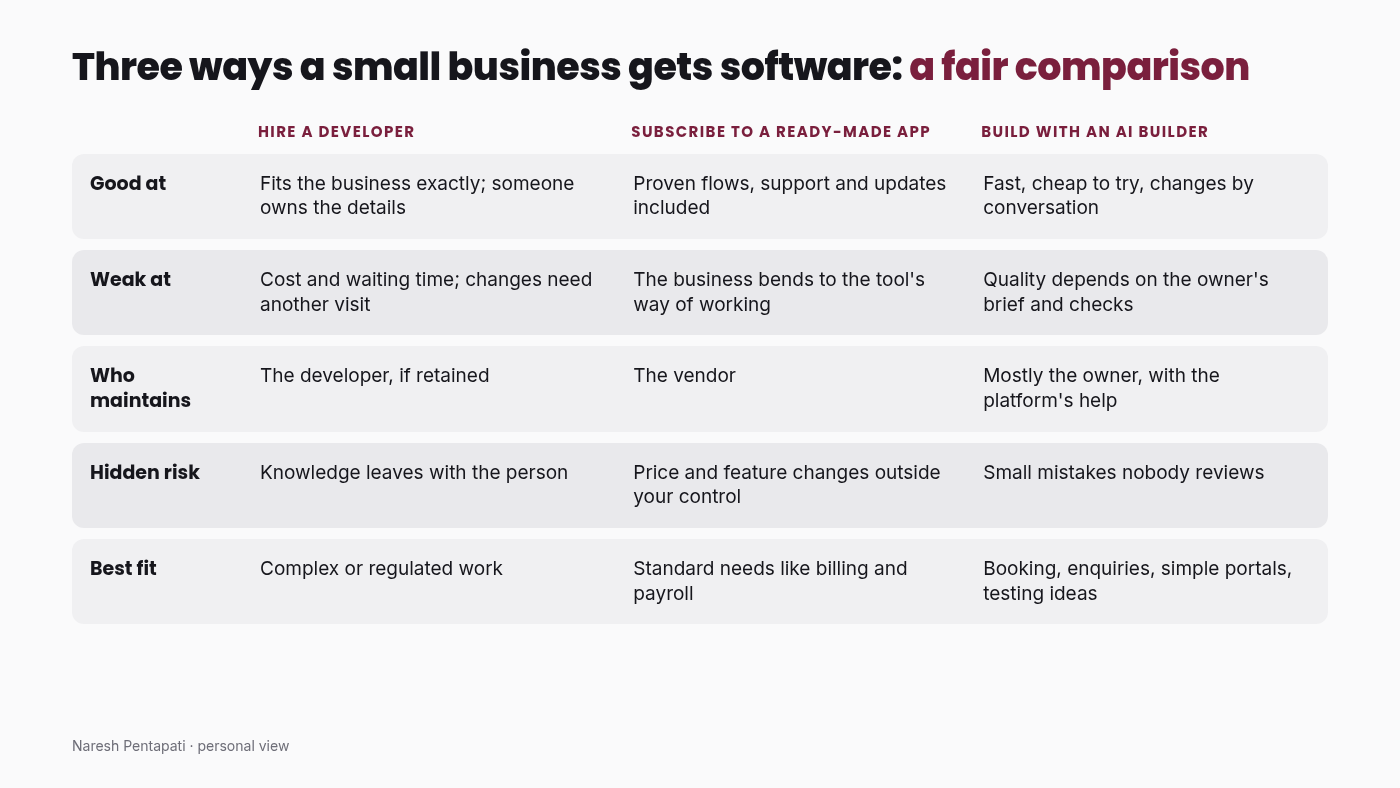 Three ways a small business gets software: a fair comparison
HIRE A DEVELOPER SUBSCRIBE TO A READY-MADE APP BUILD WITH AN AI BUILDER
Good at
Fits the business exactly; someone
owns the details
Proven flows, support and updates
included
Fast, cheap to try, changes by
conversation
Weak at
Cost and waiting time; changes need
another visit
The business bends to the tool's
way of working
Quality depends on the owner's
brief and checks
Who
maintains
The developer, if retained
The vendor
Mostly the owner, with the
platform's help
Hidden risk
Knowledge leaves with the person
Price and feature changes outside
your control
Small mistakes nobody reviews
Best fit
Complex or regulated work
Standard needs like billing and
payroll
Booking, enquiries, simple portals,
testing ideas
Naresh Pentapati · personal view